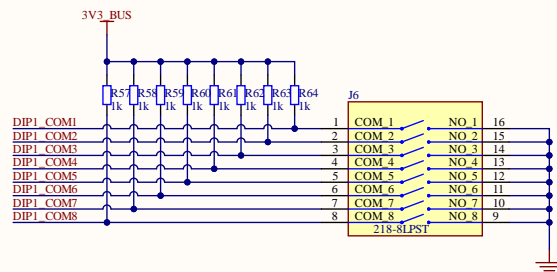 3V3_BUS
R57 R58 R59 R60 R61 R62 R63 R64
1k 1k 1k 1k 1k 1k 1k 1k
J6
DIP1_COM1 1 COM_1 NO_1 16
DIP1_COM2 2 COM_2 NO_2 15
DIP1_COM3 3 COM_3 NO_3 14
DIP1_COM4 4 COM_4 NO_4 13
DIP1_COM5 5 COM_5 NO_5 12
DIP1_COM6 6 COM_6 NO_6 11
DIP1_COM7 7 COM_7 NO_7 10
DIP1_COM8 8 COM_8 NO_8 9
218-8LPST